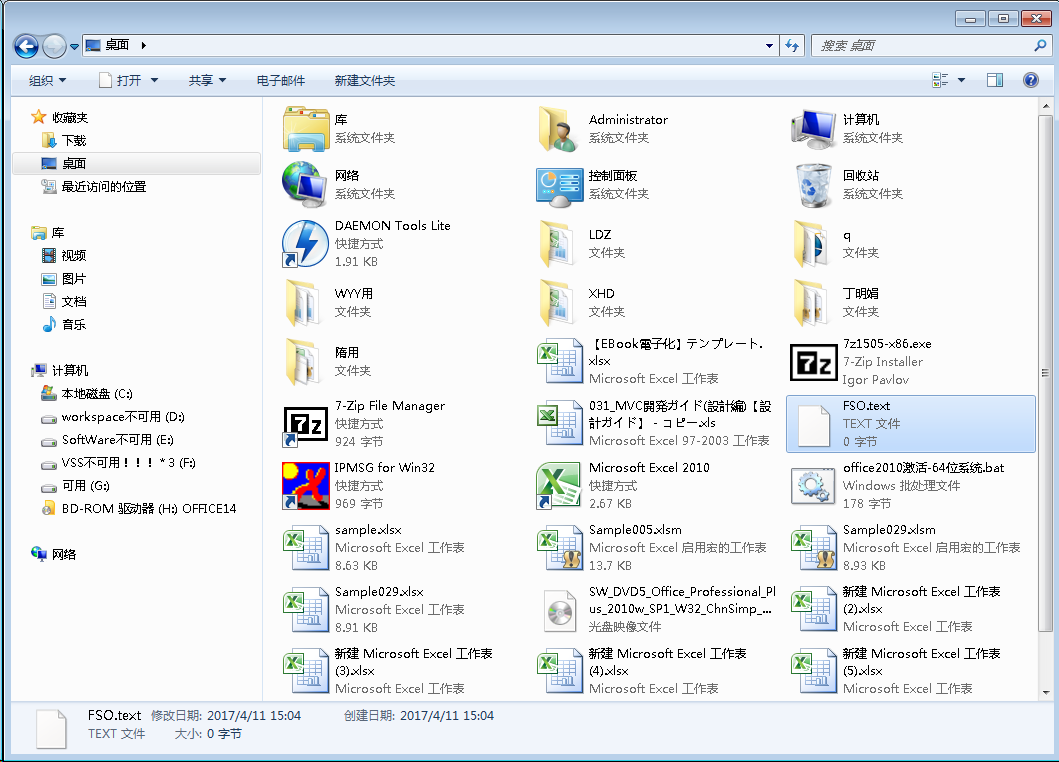 桌面
搜索 桌面
组织 打开 共享 电子邮件 新建文件夹
收藏夹
下载
桌面
最近访问的位置
库
视频
图片
文档
音乐
计算机
本地磁盘 (C:)
workspace不可用 (D:)
SoftWare不可用 (E:)
VSS不可用！！！*3 (F:)
可用 (G:)
BD-ROM 驱动器 (H:) OFFICE14
网络
库
系统文件夹
Administrator
系统文件夹
计算机
系统文件夹
网络
系统文件夹
控制面板
系统文件夹
回收站
系统文件夹
DAEMON Tools Lite
快捷方式
1.91 KB
LDZ
文件夹
q
文件夹
WYY用
文件夹
XHD
文件夹
丁明娟
文件夹
隋用
文件夹
【EBook電子化】テンプレート.
xlsx
Microsoft Excel 工作表
7z1505-x86.exe
7-Zip Installer
Igor Pavlov
7-Zip File Manager
快捷方式
924 字节
031_MVC開発ガイド(設計編)【設
計ガイド】 - コピー.xls
Microsoft Excel 97-2003 工作表
FSO.text
TEXT 文件
0 字节
IPMSG for Win32
快捷方式
969 字节
Microsoft Excel 2010
快捷方式
2.67 KB
office2010激活-64位系统.bat
Windows 批处理文件
178 字节
sample.xlsx
Microsoft Excel 工作表
8.63 KB
Sample005.xlsm
Microsoft Excel 启用宏的工作表
13.7 KB
Sample029.xlsm
Microsoft Excel 启用宏的工作表
8.93 KB
Sample029.xlsx
Microsoft Excel 工作表
8.91 KB
SW_DVD5_Office_Professional_Pl
us_2010w_SP1_W32_ChnSimp_...
光盘映像文件
新建 Microsoft Excel 工作表
(2).xlsx
Microsoft Excel 工作表
新建 Microsoft Excel 工作表
(3).xlsx
Microsoft Excel 工作表
新建 Microsoft Excel 工作表
(4).xlsx
Microsoft Excel 工作表
新建 Microsoft Excel 工作表
(5).xlsx
Microsoft Excel 工作表
FSO.text 修改日期: 2017/4/11 15:04 创建日期: 2017/4/11 15:04
TEXT 文件 大小: 0 字节